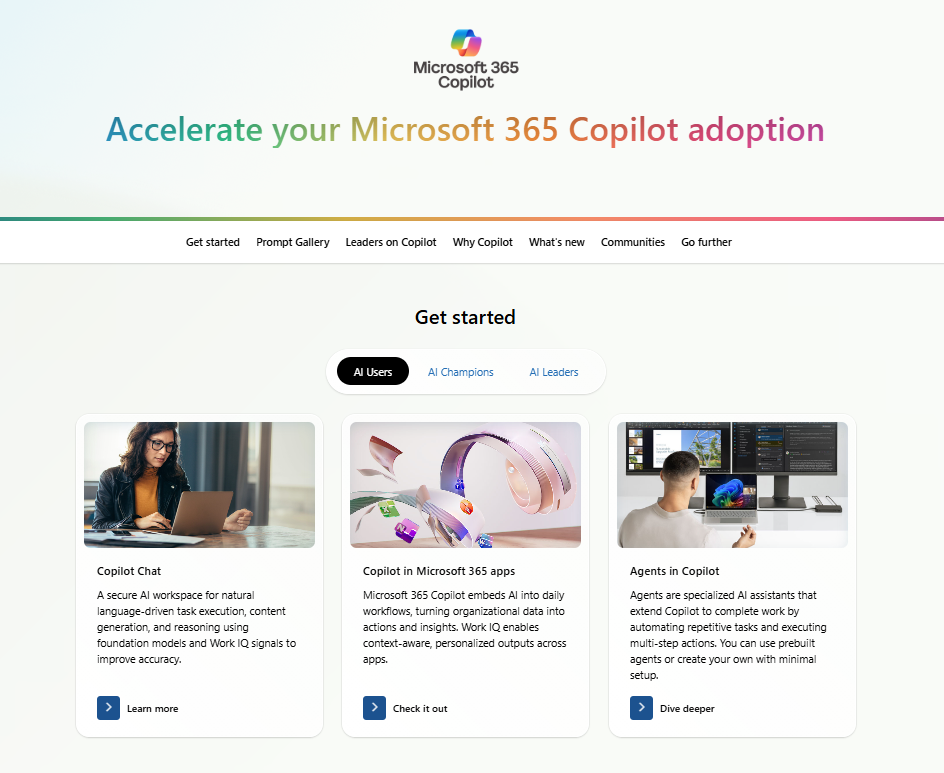 Microsoft 365
Copilot
Accelerate your Microsoft 365 Copilot adoption
Get started
Prompt Gallery
Leaders on Copilot
Why Copilot
What's new
Communities
Go further
Get started
AI Users
AI Champions
AI Leaders
Copilot Chat
A secure AI workspace for natural
language-driven task execution, content
generation, and reasoning using
foundation models and Work IQ signals to
improve accuracy.
Learn more
Copilot in Microsoft 365 apps
Microsoft 365 Copilot embeds AI into daily
workflows, turning organizational data into
actions and insights. Work IQ enables
context-aware, personalized outputs across
apps.
Check it out
Agents in Copilot
Agents are specialized AI assistants that
extend Copilot to complete work by
automating repetitive tasks and executing
multi-step actions. You can use prebuilt
agents or create your own with minimal
setup.
Dive deeper